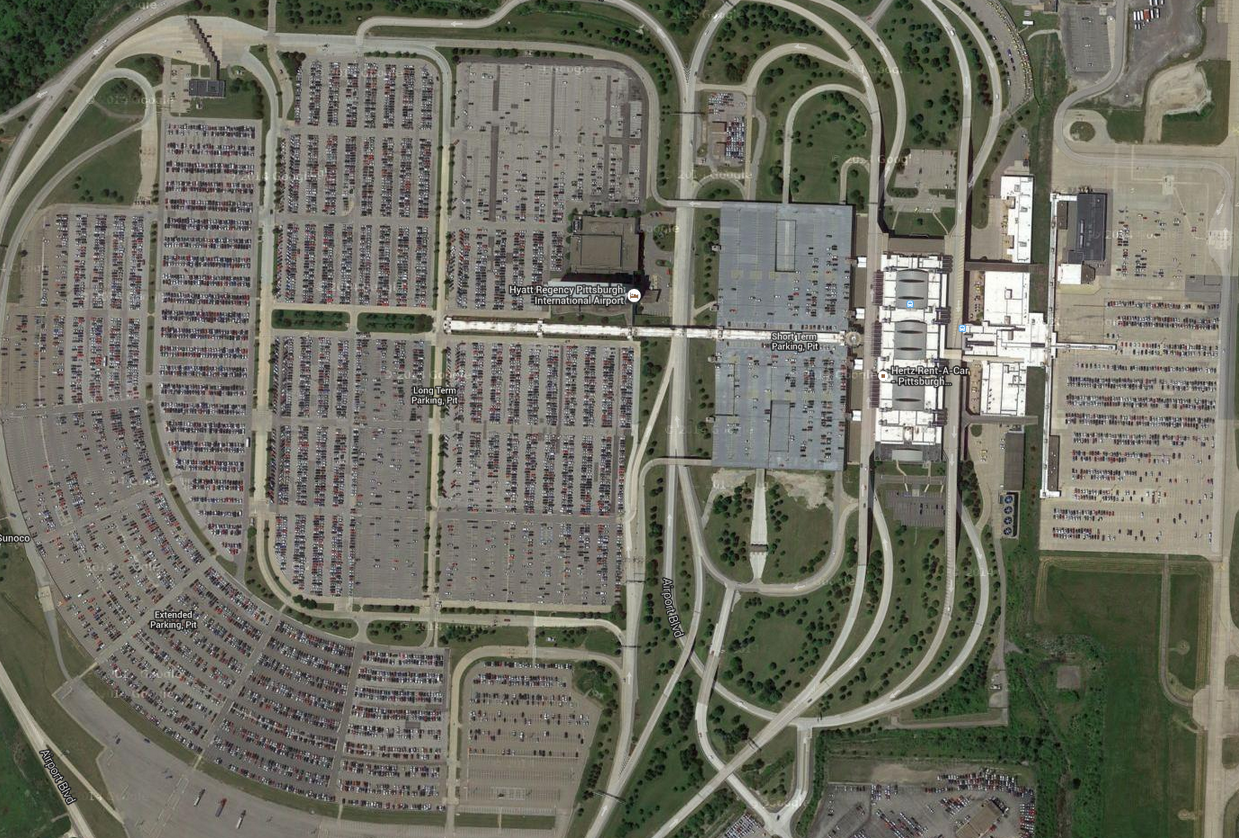 Hyatt Regency Pittsburgh
International Airport
Short Term
Parking, Pit
Hertz Rent-A-Car
- Pittsburgh...
Long Term
Parking, Pit
Sunoco
Extended
Parking, Pit
Airport Blvd
Airport Blvd